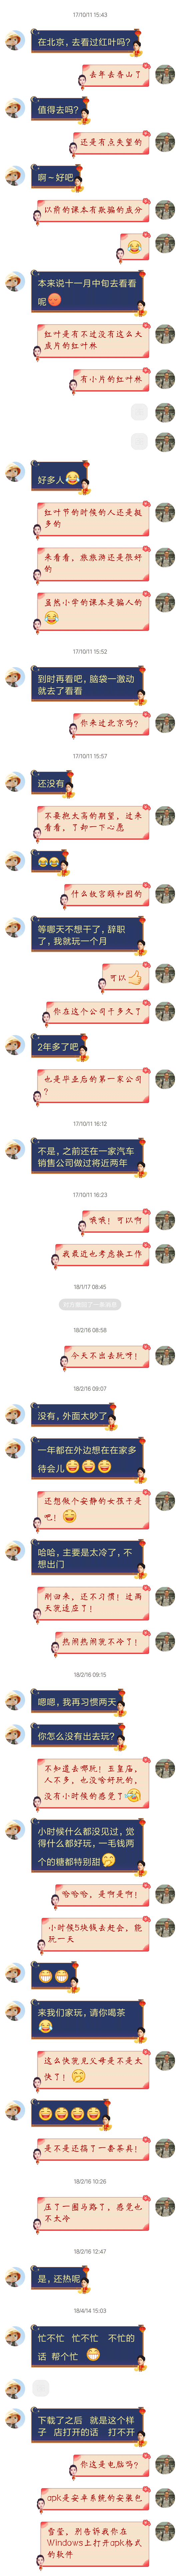 17/10/11 15:43
在北京，去看过红叶吗？
去年去香山了
值得去吗？
还是有点失望的
啊～好吧
以前的课本有欺骗的成分
本来说十一月中旬去看看
呢
红叶是有不过没有这么大
成片的红叶林
有小片的红叶林
好多人
红叶节的时候的人还是挺
多的
来看看，旅旅游还是很好
的
虽然小学的课本是骗人的
17/10/11 15:52
到时再看吧，脑袋一激动
就去了看看
你来过北京吗？
17/10/11 15:57
还没有
不要抱太高的期望，过来
看看，了却一下心愿
什么故宫颐和园的
等哪天不想干了，辞职
了，我就玩一个月
可以
你在这个公司干多久了
2年多了吧
也是毕业后的第一家公司
？
17/10/11 16:12
不是，之前还在一家汽车
销售公司做过将近两年
17/10/11 16:23
哦哦！可以啊
我最近也考虑换工作
18/1/17 08:45
18/2/16 08:58
今天不出去玩呀！
18/2/16 09:07
没有，外面太吵了
一年都在外边想在在家多
待会儿
还想做个安静的女孩子是
吧！
哈哈，主要是太冷了，不
想出门
刚回来，还不习惯！过两
天就适应了！
热闹热闹就不冷了！
18/2/16 09:15
嗯嗯，我再习惯两天
你怎么没有出去玩？
不知道去哪玩！玉皇庙，
人不多，也没啥好玩的，
没有小时候的感觉了
小时候什么都没见过，觉
得什么都好玩，一毛钱两
个的糖都特别甜
哈哈哈，是啊是啊！
小时候5块钱去赶会，能
玩一天
来我们家玩，请你喝茶
这么快就见父母是不是太
快了！
是不是还搞了一套茶具！
18/2/16 10:26
压了一圈马路了，感觉也
不太冷
18/2/16 12:47
是，还热呢
18/4/14 15:03
忙不忙 忙不忙 不忙的
话 帮个忙
下载了之后 就是这个样
子 店打开的话 打不开
你这是电脑吗？
apk是安卓系统的安装包
雪莹，别告诉我你在
Windows上打开apk格式
的软件